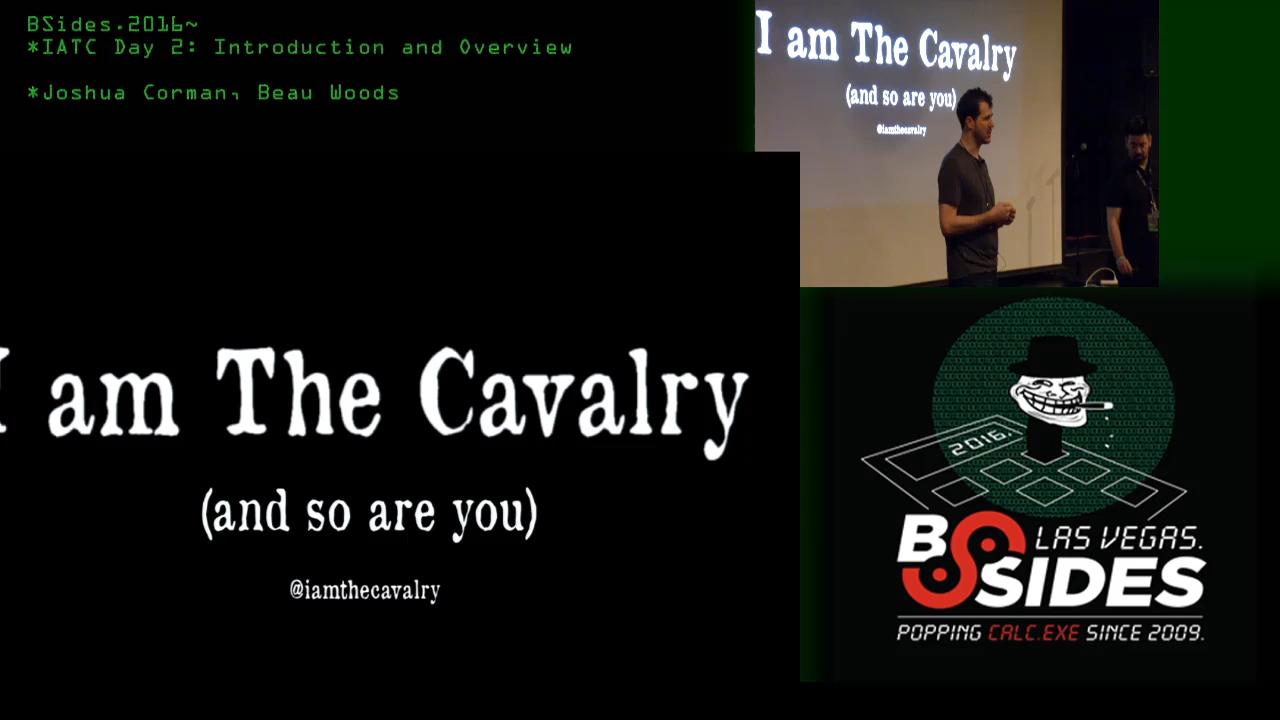 BSides.2016~
*IATC Day 2: Introduction and Overview
*Joshua Corman, Beau Woods
I am The Cavalry
(and so are you)
@iamthecavalry
I am The Cavalry
(and so are you)
@iamthecavalry
2016.
BSIDES
LAS VEGAS.
POPPING CALC.EXE SINCE 2009.